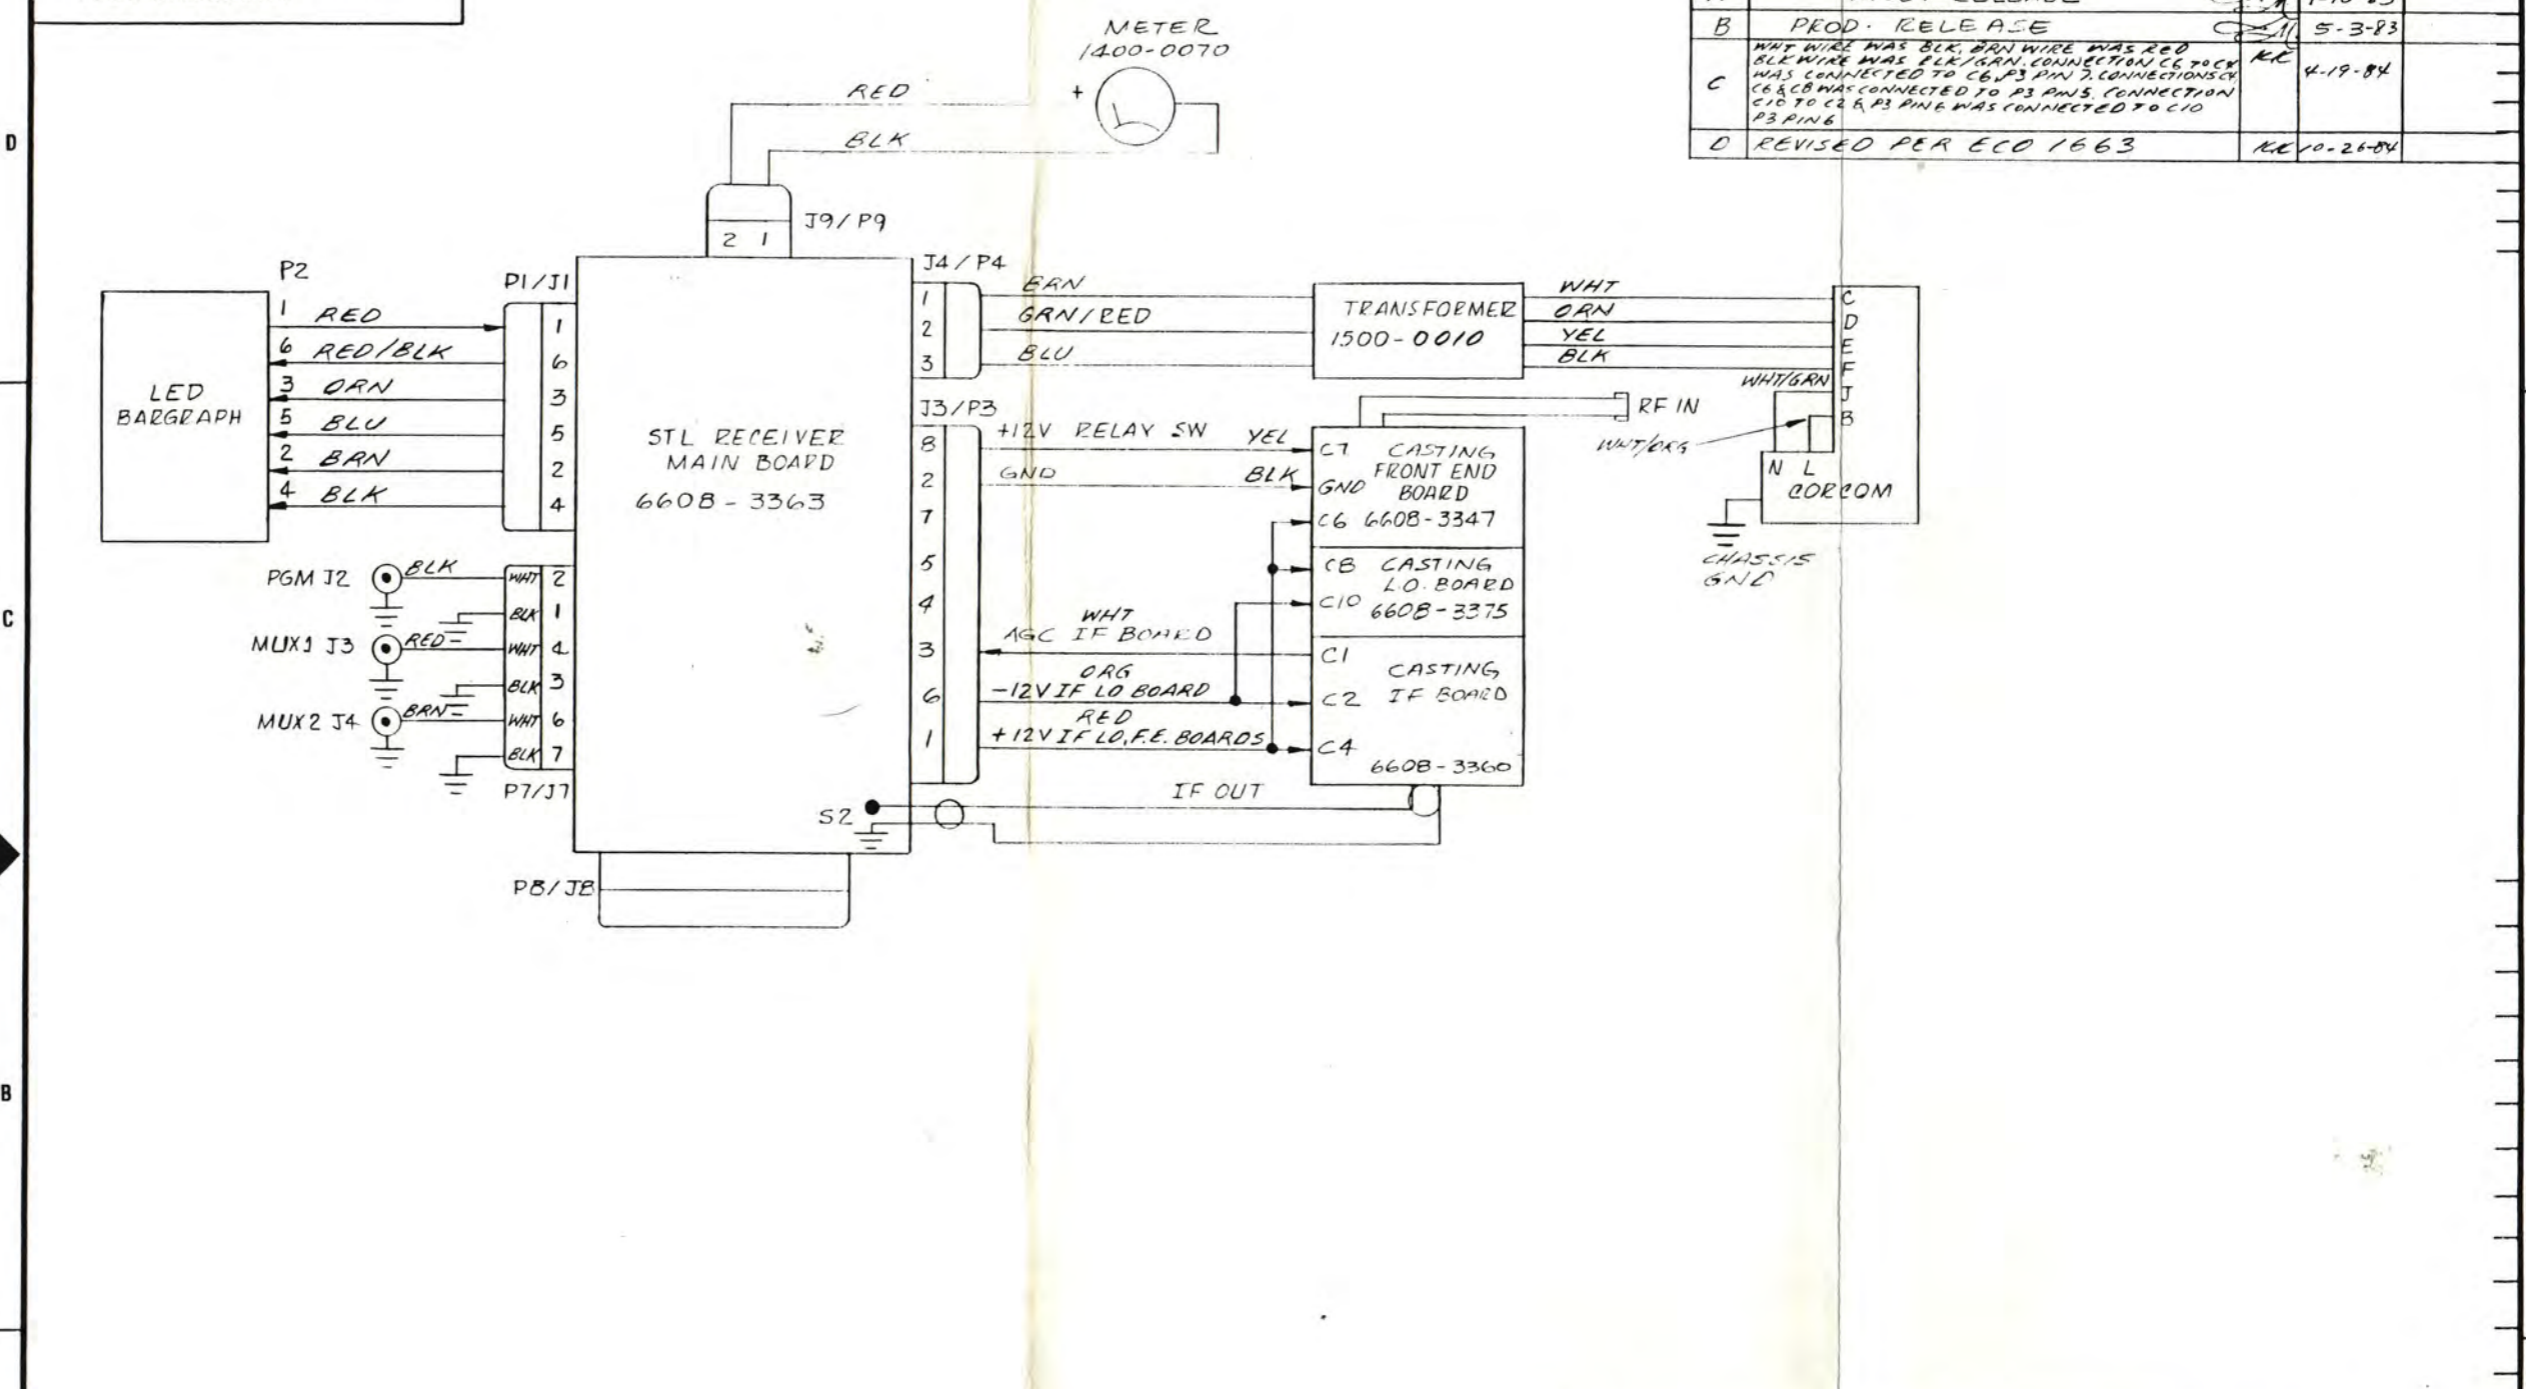 METER
1400-0070
RED
+
BLK
B PROD. RELEASE 5-3-83
C WHT WIRE WAS BLK, BRN WIRE WAS RED
BLK WIRE WAS BLK/GRN. CONNECTION C6 TO C4
WAS CONNECTED TO C6, P3 PIN 7. CONNECTIONS C4
C6 & C8 WAS CONNECTED TO P3 PIN 5. CONNECTION
C10 TO C2 & P3 PIN 6 WAS CONNECTED TO C10
P3 PIN 6
KK 4-19-84
D REVISED PER ECO 1663 KK 10-26-84
D
C
B
J9/P9
2 1
P2
P1/J1
LED
BARGRAPH
1 RED 1
6 RED/BLK 6
3 ORN 3
5 BLU 5
2 BRN 2
4 BLK 4
STL RECEIVER
MAIN BOARD
6608-3363
PGM J2 BLK WHT 2
BLK 1
MUX1 J3 RED WHT 4
BLK 3
MUX2 J4 BRN WHT 6
BLK 7
P7/J7
P8/J8
S2
J4/P4
1 BRN
2 GRN/RED
3 BLU
TRANSFORMER
1500-0010
WHT C
ORN D
YEL E
BLK F
WHT/GRN J
B
WHT/ORG
N L
CORCOM
CHASSIS
GND
J3/P3
RF IN
8 +12V RELAY SW YEL C7
2 GND BLK GND
7 C6
5 C8
4 C10
WHT
3 AGC IF BOARD C1
ORG
6 -12V IF LO BOARD C2
RED
1 +12V IF LO, F.E. BOARDS C4
CASTING
FRONT END
BOARD
6608-3347
CASTING
L.O. BOARD
6608-3375
CASTING
IF BOARD
6608-3360
IF OUT